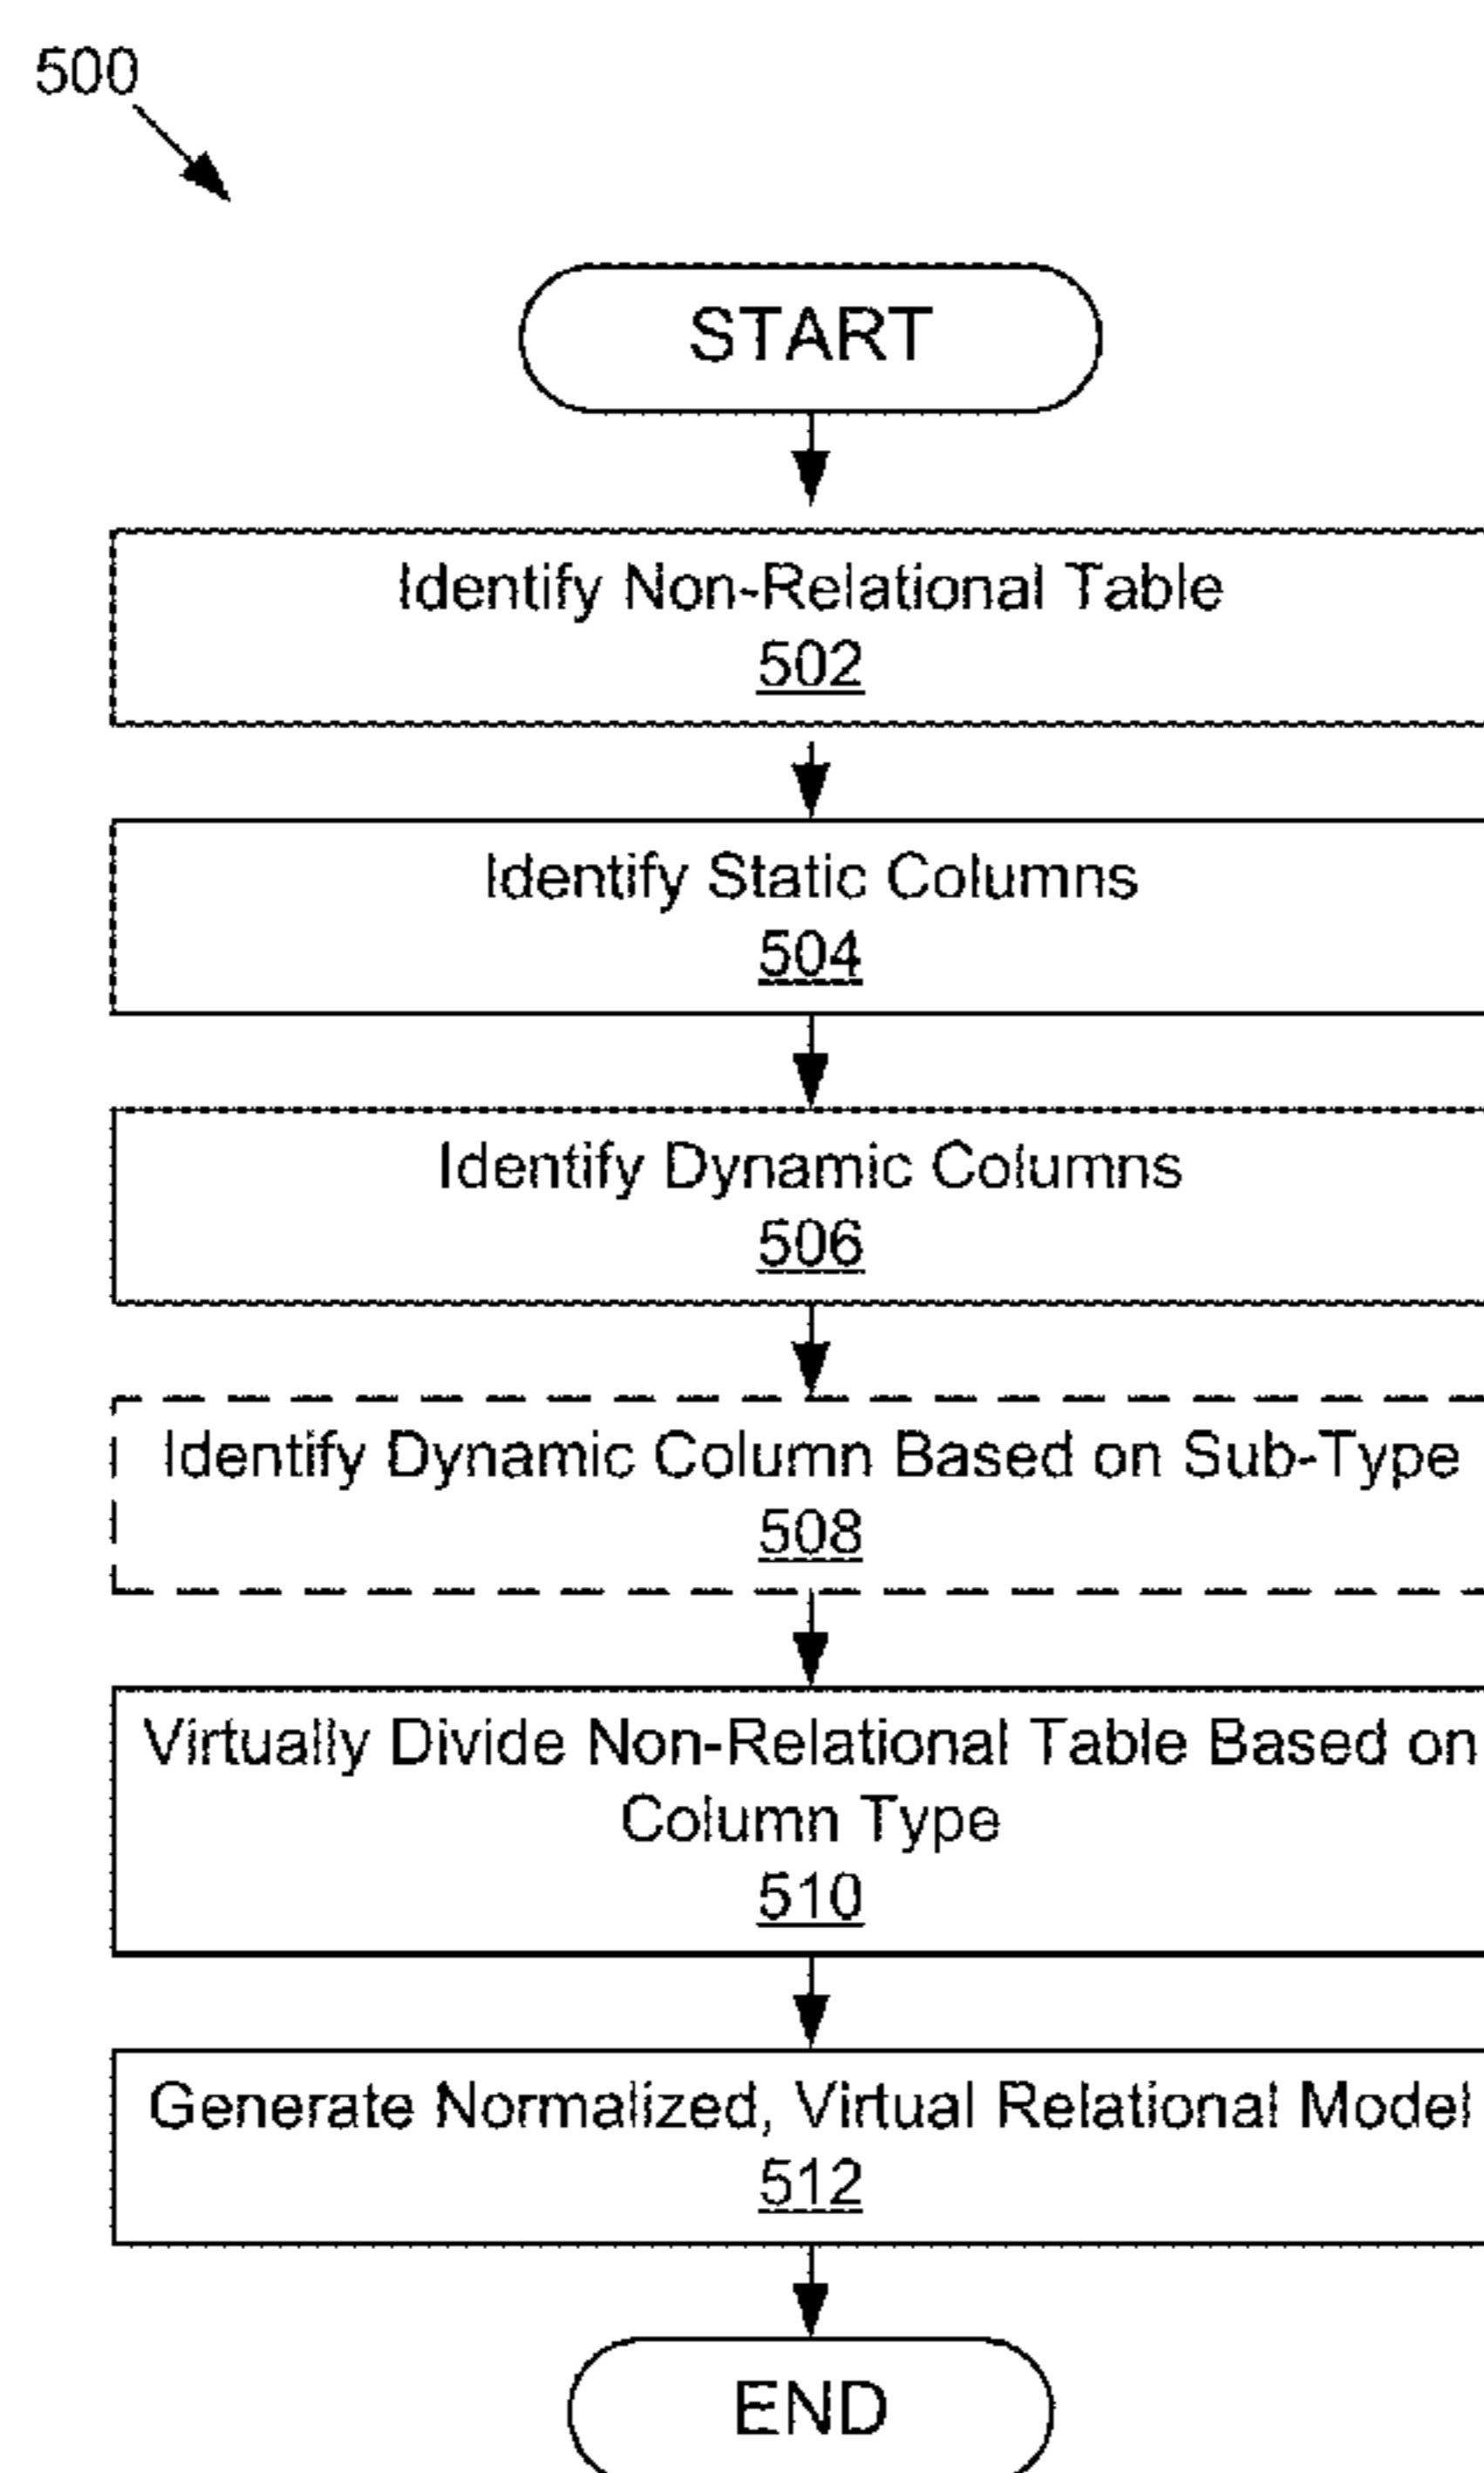 500
START
Identify Non-Relational Table
502
Identify Static Columns
504
Identify Dynamic Columns
506
Identify Dynamic Column Based on Sub-Type
508
Virtually Divide Non-Relational Table Based on
Column Type
510
Generate Normalized, Virtual Relational Model
512
END